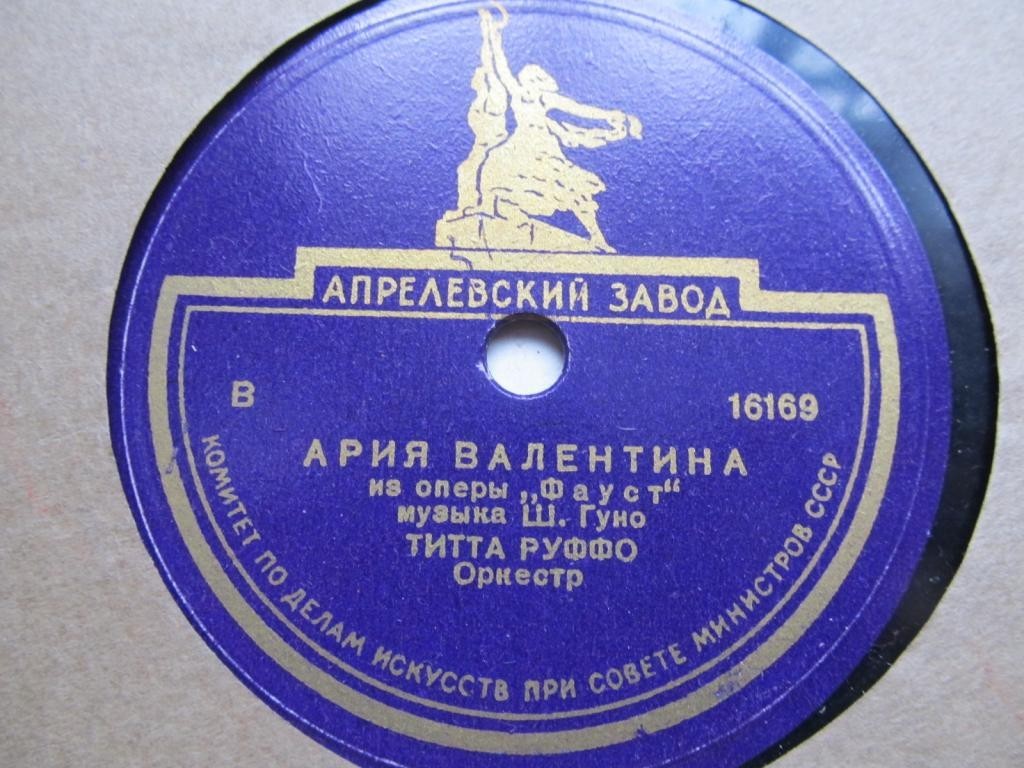 АПРЕЛЕВСКИЙ ЗАВОД
В 16169
АРИЯ ВАЛЕНТИНА
из оперы „Фауст“
музыка Ш. Гуно
ТИТТА РУФФО
Оркестр
КОМИТЕТ ПО ДЕЛАМ ИСКУССТВ ПРИ СОВЕТЕ МИНИСТРОВ СССР